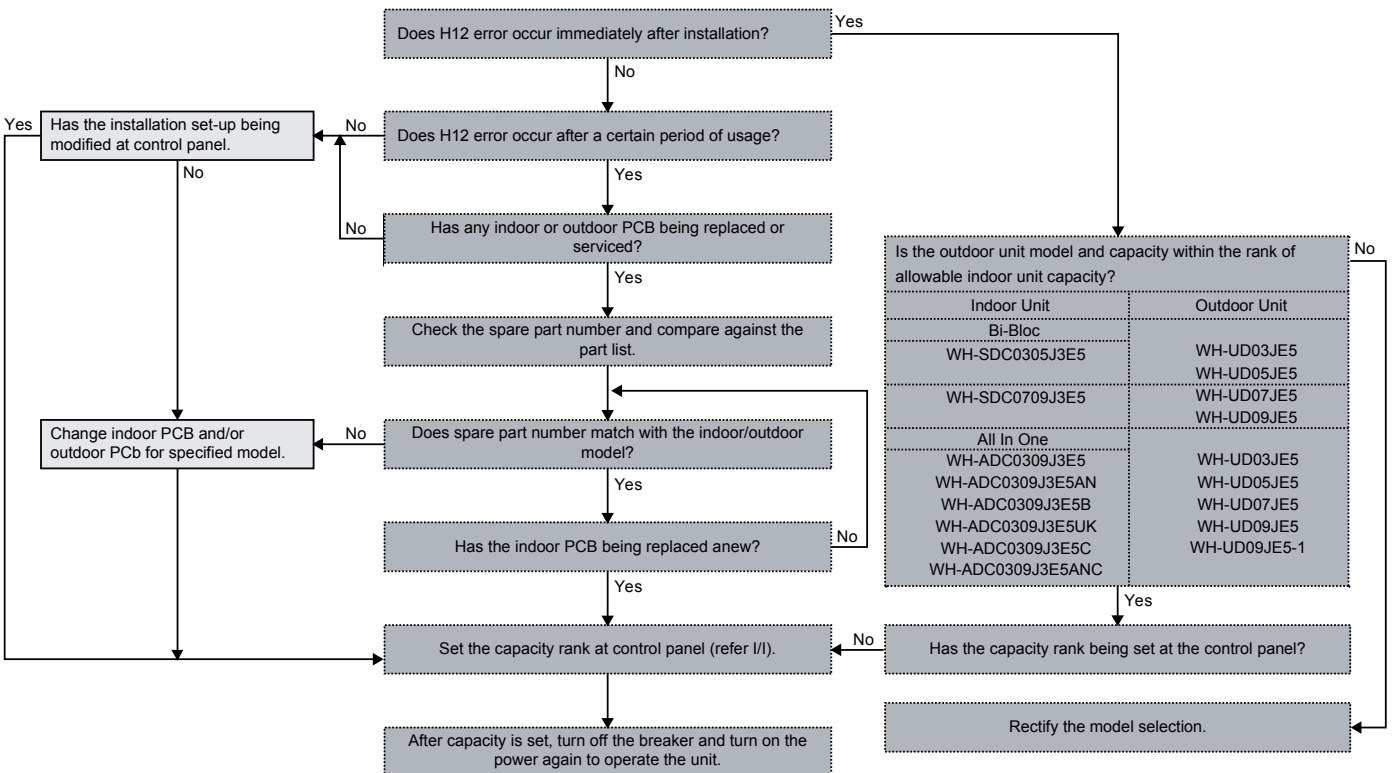 Does H12 error occur immediately after installation?
Yes
No
Yes
Has the installation set-up being
modified at control panel.
No
Does H12 error occur after a certain period of usage?
No
Yes
No
Has any indoor or outdoor PCB being replaced or
serviced?
Yes
Check the spare part number and compare against the
part list.
Change indoor PCB and/or
outdoor PCb for specified model.
No
Does spare part number match with the indoor/outdoor
model?
Yes
Has the indoor PCB being replaced anew?
No
Yes
Set the capacity rank at control panel (refer I/I).
After capacity is set, turn off the breaker and turn on the
power again to operate the unit.
Is the outdoor unit model and capacity within the rank of
allowable indoor unit capacity?
No
Indoor Unit
Outdoor Unit
Bi-Bloc
WH-SDC0305J3E5
WH-UD03JE5
WH-UD05JE5
WH-SDC0709J3E5
WH-UD07JE5
WH-UD09JE5
All In One
WH-ADC0309J3E5
WH-ADC0309J3E5AN
WH-ADC0309J3E5B
WH-ADC0309J3E5UK
WH-ADC0309J3E5C
WH-ADC0309J3E5ANC
WH-UD03JE5
WH-UD05JE5
WH-UD07JE5
WH-UD09JE5
WH-UD09JE5-1
Yes
No
Has the capacity rank being set at the control panel?
Rectify the model selection.